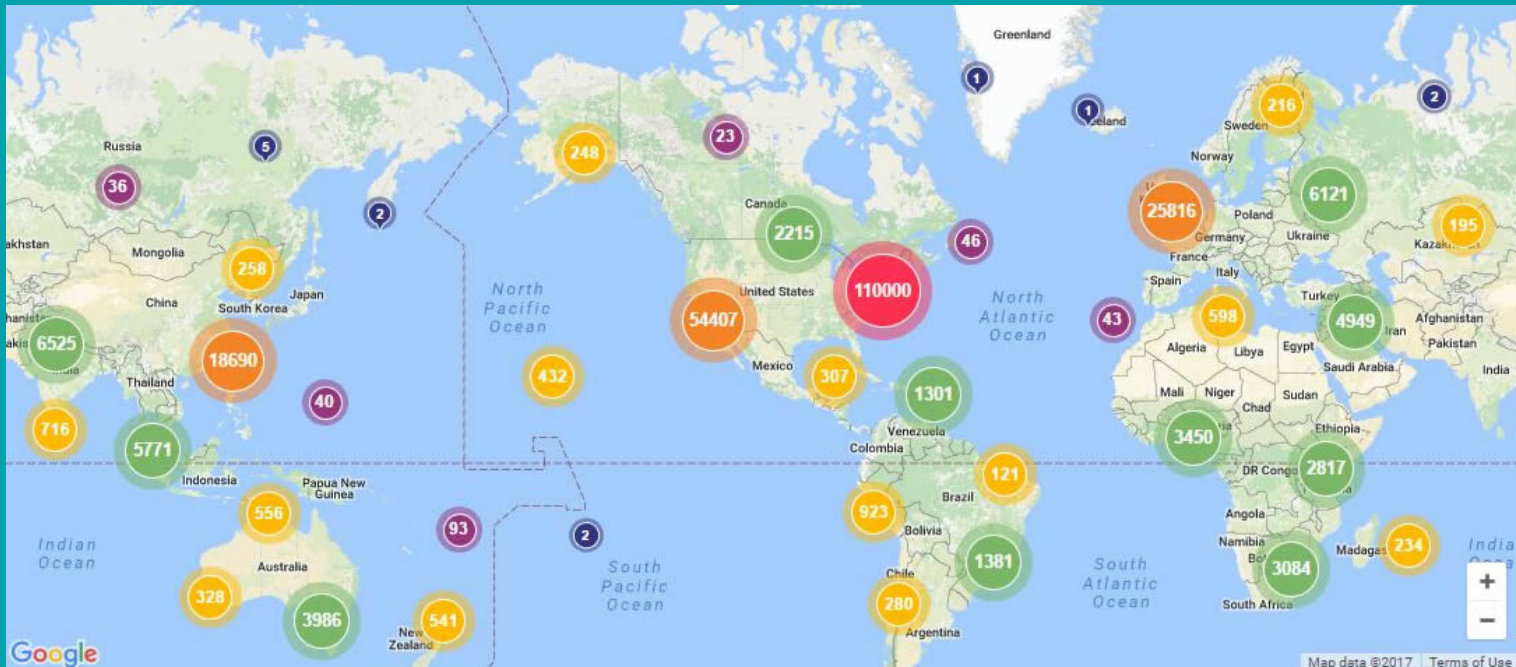 Greenland
1
1
Iceland
2
216
Sweden
Norway
Russia
5
36
2
248
23
Canada
2215
46
25816
Poland
Germany
Ukraine
France
6121
195
Mongolia
258
China
South Korea
Japan
North
Pacific
Ocean
United States
110000
54407
North
Atlantic
Ocean
43
Spain
Italy
Turkey
598
4949
Iran
Afghanistan
Pakistan
6525
18690
India
Thailand
40
432
Mexico
307
1301
Algeria
Libya
Egypt
Saudi Arabia
India
Mali
Niger
Sudan
Chad
716
5771
Indonesia
Papua New
Guinea
Venezuela
Colombia
3450
Ethiopia
DR Congo
2817
121
Brazil
923
Bolivia
556
93
2
Indian
Ocean
Australia
328
3986
541
New
Zealand
South
Pacific
Ocean
1381
Chile
280
Argentina
South
Atlantic
Ocean
Angola
Namibia
3084
South Africa
234
+
−
Google
Map data ©2017
Terms of Use